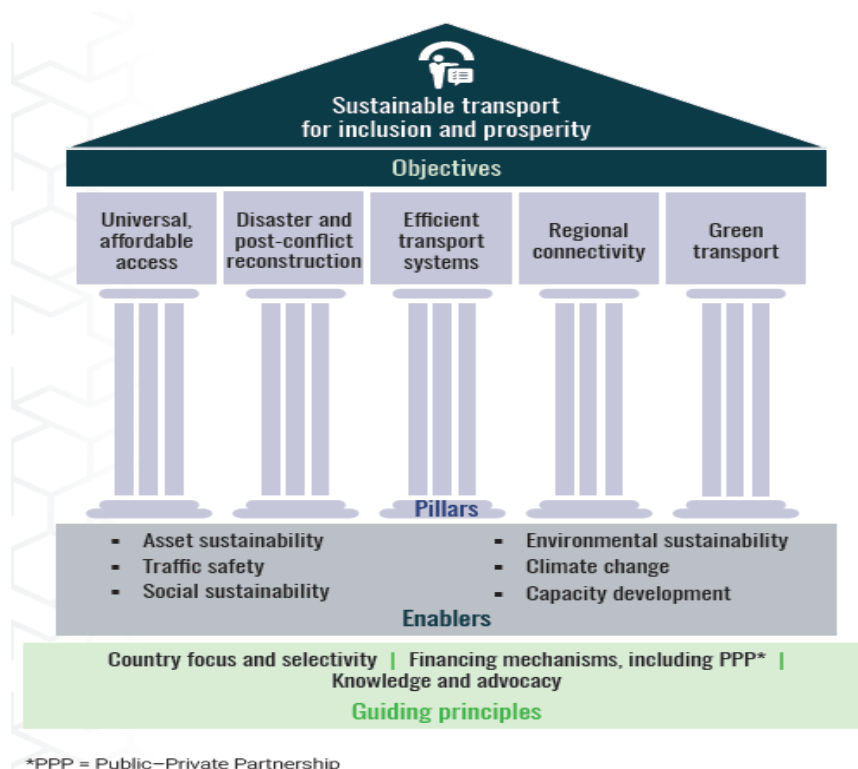 Sustainable transport
for inclusion and prosperity
Objectives
Universal,
affordable
access
Disaster and
post-conflict
reconstruction
Efficient
transport
systems
Regional
connectivity
Green
transport
Pillars
▪ Asset sustainability
▪ Traffic safety
▪ Social sustainability
▪ Environmental sustainability
▪ Climate change
▪ Capacity development
Enablers
Country focus and selectivity | Financing mechanisms, including PPP* |
Knowledge and advocacy
Guiding principles
*PPP = Public–Private Partnership